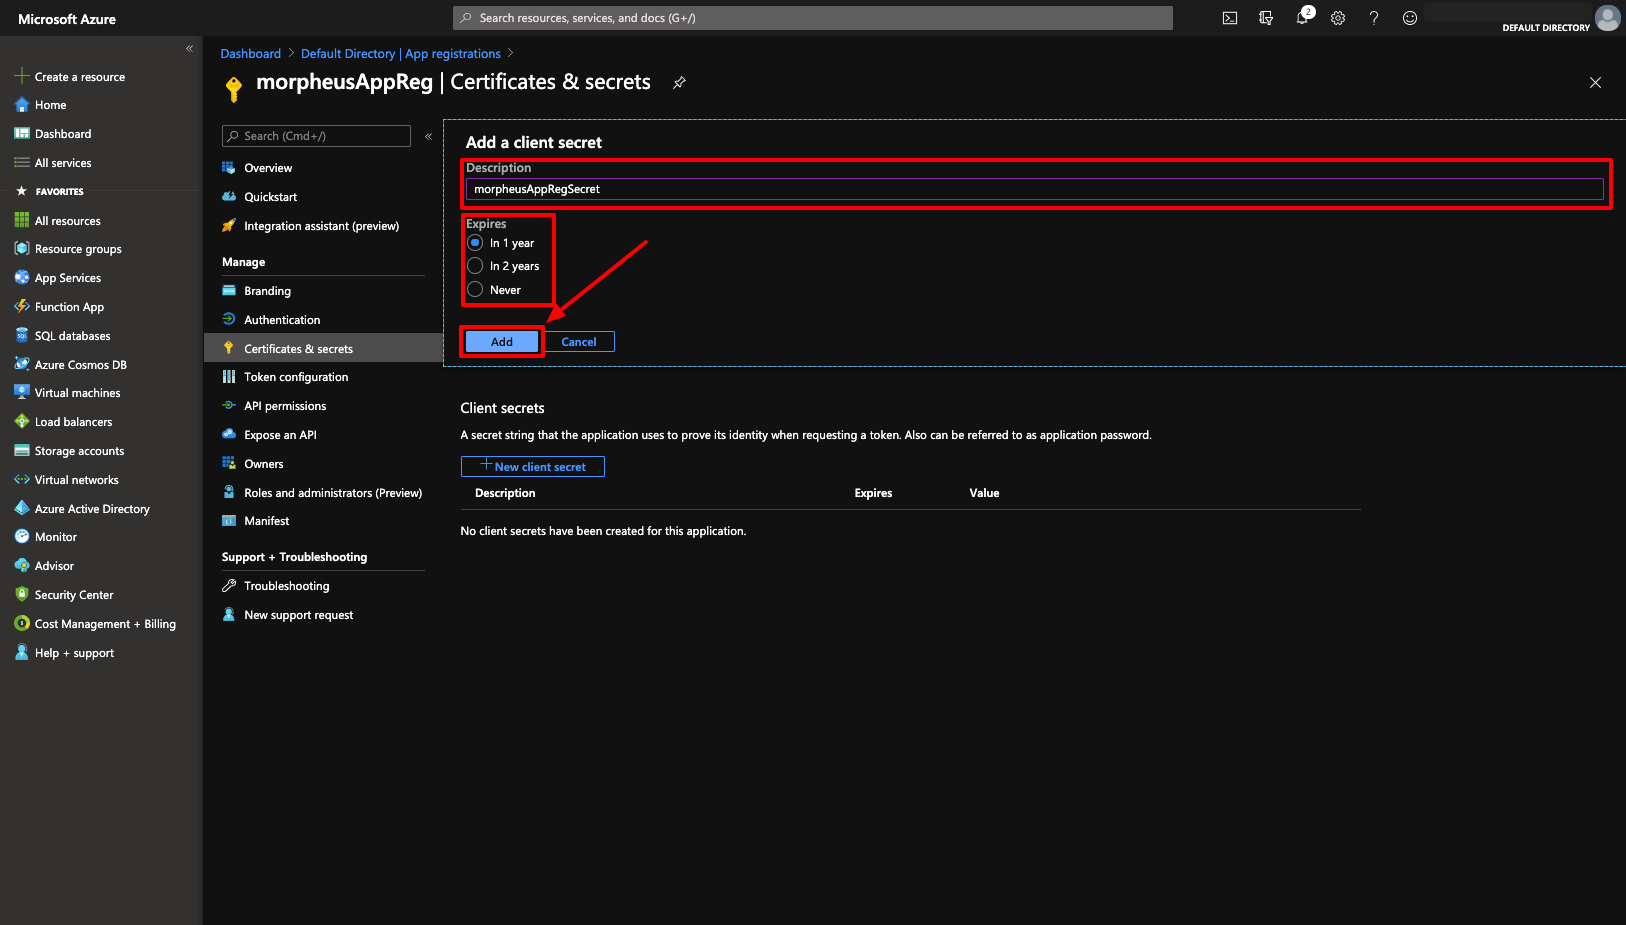 Microsoft Azure
Search resources, services, and docs (G+/)
2
DEFAULT DIRECTORY
Create a resource
Home
Dashboard
All services
FAVORITES
All resources
Resource groups
App Services
Function App
SQL databases
Azure Cosmos DB
Virtual machines
Load balancers
Storage accounts
Virtual networks
Azure Active Directory
Monitor
Advisor
Security Center
Cost Management + Billing
Help + support
Dashboard > Default Directory | App registrations >
morpheusAppReg | Certificates & secrets
Search (Cmd+/)
Overview
Quickstart
Integration assistant (preview)
Manage
Branding
Authentication
Certificates & secrets
Token configuration
API permissions
Expose an API
Owners
Roles and administrators (Preview)
Manifest
Support + Troubleshooting
Troubleshooting
New support request
Add a client secret
Description
morpheusAppRegSecret
Expires
In 1 year
In 2 years
Never
Add Cancel
Client secrets
A secret string that the application uses to prove its identity when requesting a token. Also can be referred to as application password.
New client secret
Description Expires Value
No client secrets have been created for this application.